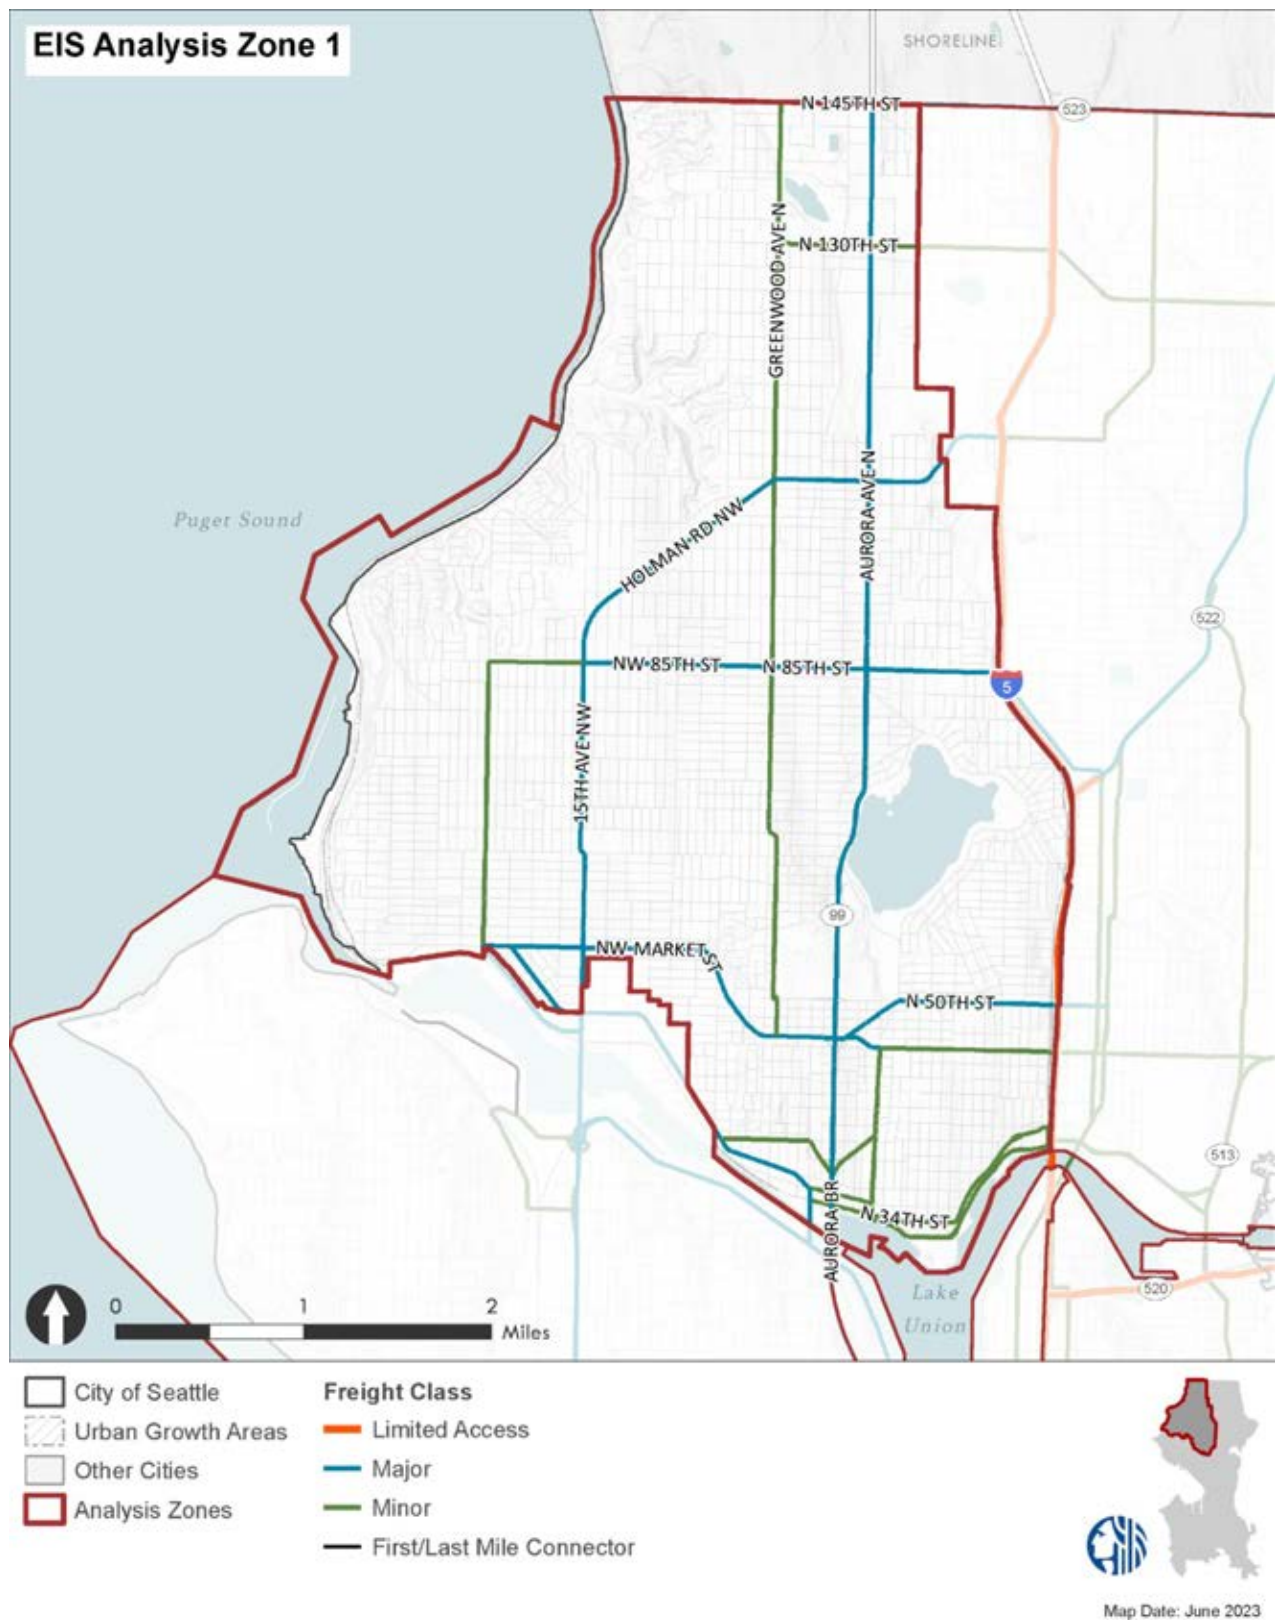 EIS Analysis Zone 1
SHORELINE
N 145TH ST
523
GREENWOOD AVE N
N 130TH ST
AURORA AVE N
Puget Sound
HOLMAN RD NW
522
NW 85TH ST
N 85TH ST
5
15TH AVE NW
99
NW MARKET ST
N 50TH ST
513
N 34TH ST
AURORA BR
520
Lake
Union
0 1 2
Miles
City of Seattle
Urban Growth Areas
Other Cities
Analysis Zones
Freight Class
Limited Access
Major
Minor
First/Last Mile Connector
Map Date: June 2023